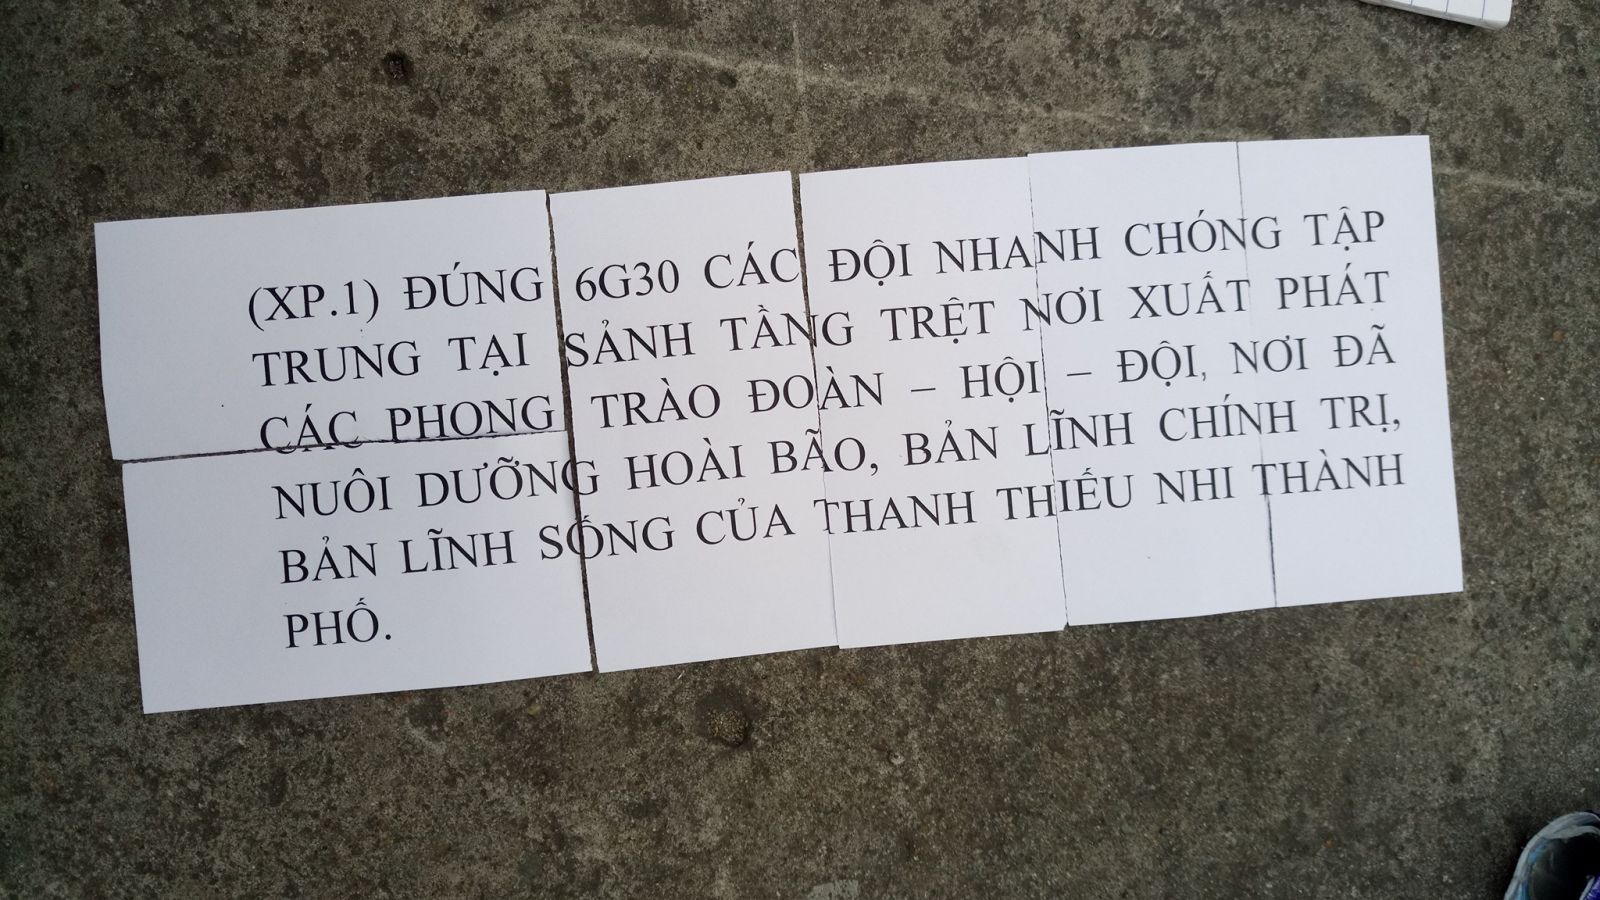 (XP.1) ĐÚNG 6G30 CÁC ĐỘI NHANH CHÓNG TẬP
TRUNG TẠI SẢNH TẦNG TRỆT NƠI XUẤT PHÁT
CÁC PHONG TRÀO ĐOÀN – HỘI – ĐỘI, NƠI ĐÃ
NUÔI DƯỠNG HOÀI BÃO, BẢN LĨNH CHÍNH TRỊ,
BẢN LĨNH SỐNG CỦA THANH THIẾU NHI THÀNH
PHỐ.